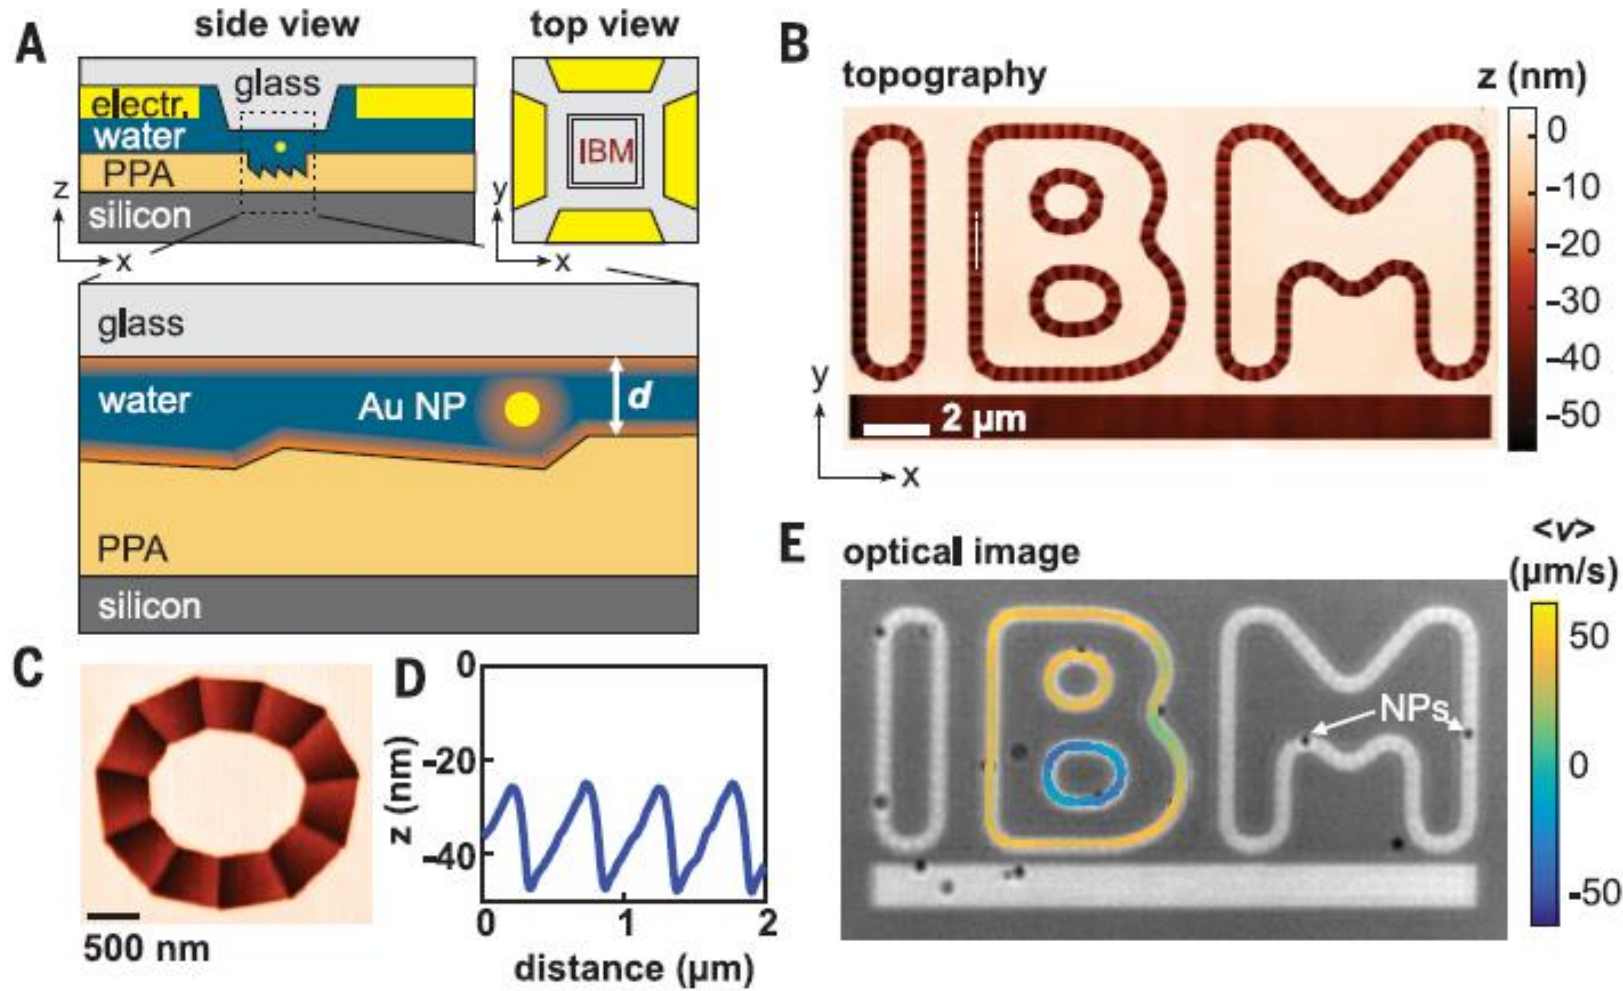 A
side view
top view
glass
electr.
water
PPA
silicon
z
x
IBM
y
x
glass
water
Au NP
d
PPA
silicon
B
topography
z (nm)
0
−10
−20
−30
−40
−50
2 µm
y
x
C
500 nm
D
z (nm)
0
−20
−40
0
1
2
distance (µm)
E
optical image
<v>
(µm/s)
50
0
-50
NPs